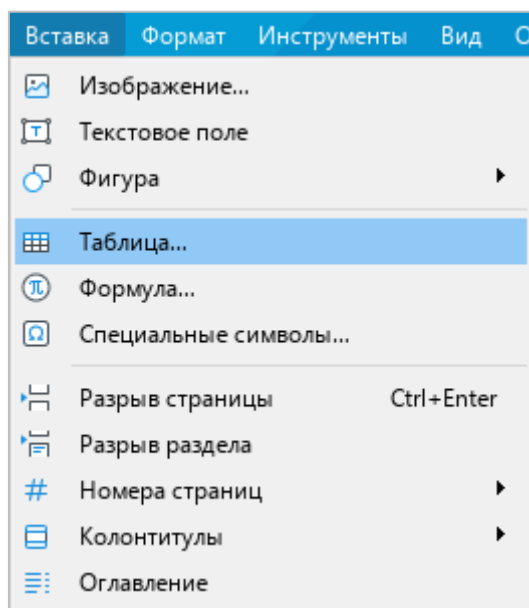 Вставка Формат Инструменты Вид
Изображение...
Текстовое поле
Фигура
Таблица...
Формула...
Специальные символы...
Разрыв страницы Ctrl+Enter
Разрыв раздела
Номера страниц
Колонтитулы
Оглавление